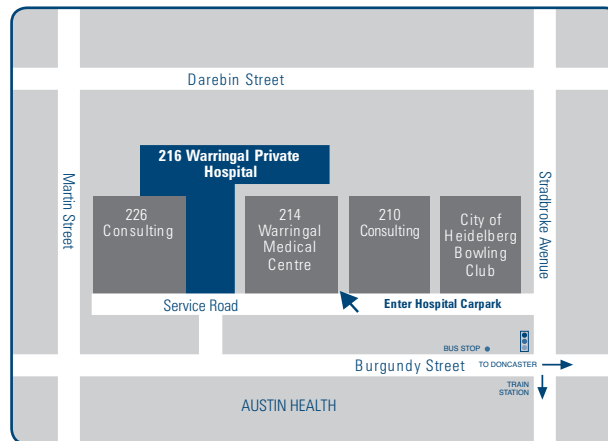 Darebin Street
Martin Street
Stradbroke Avenue
216 Warringal Private
Hospital
226
Consulting
214
Warringal
Medical
Centre
210
Consulting
City of
Heidelberg
Bowling
Club
Service Road
Enter Hospital Carpark
BUS STOP
Burgundy Street
TO DONCASTER
TRAIN
STATION
AUSTIN HEALTH